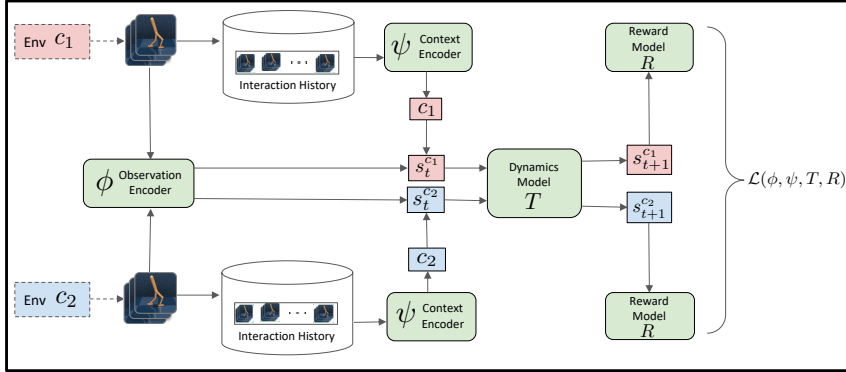 Env c₁
Interaction History
ψ Context
Encoder
c₁
Reward
Model
R
ϕ Observation
Encoder
s_t^{c₁}
s_t^{c₂}
Dynamics
Model
T
s_{t+1}^{c₁}
s_{t+1}^{c₂}
ℒ(ϕ, ψ, T, R)
c₂
Env c₂
Interaction History
ψ Context
Encoder
Reward
Model
R